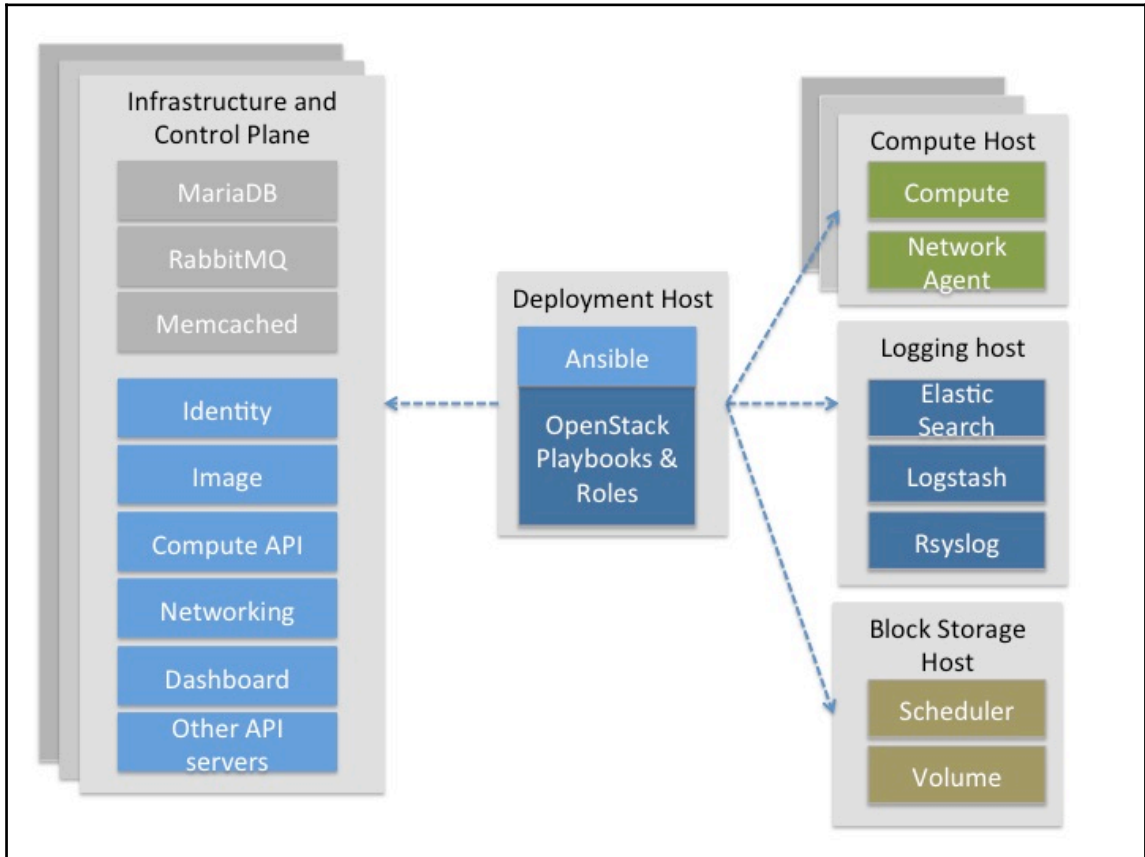 Infrastructure and
Control Plane
MariaDB
RabbitMQ
Memcached
Identity
Image
Compute API
Networking
Dashboard
Other API
servers
Deployment Host
Ansible
OpenStack
Playbooks &
Roles
Compute Host
Compute
Network
Agent
Logging host
Elastic
Search
Logstash
Rsyslog
Block Storage
Host
Scheduler
Volume